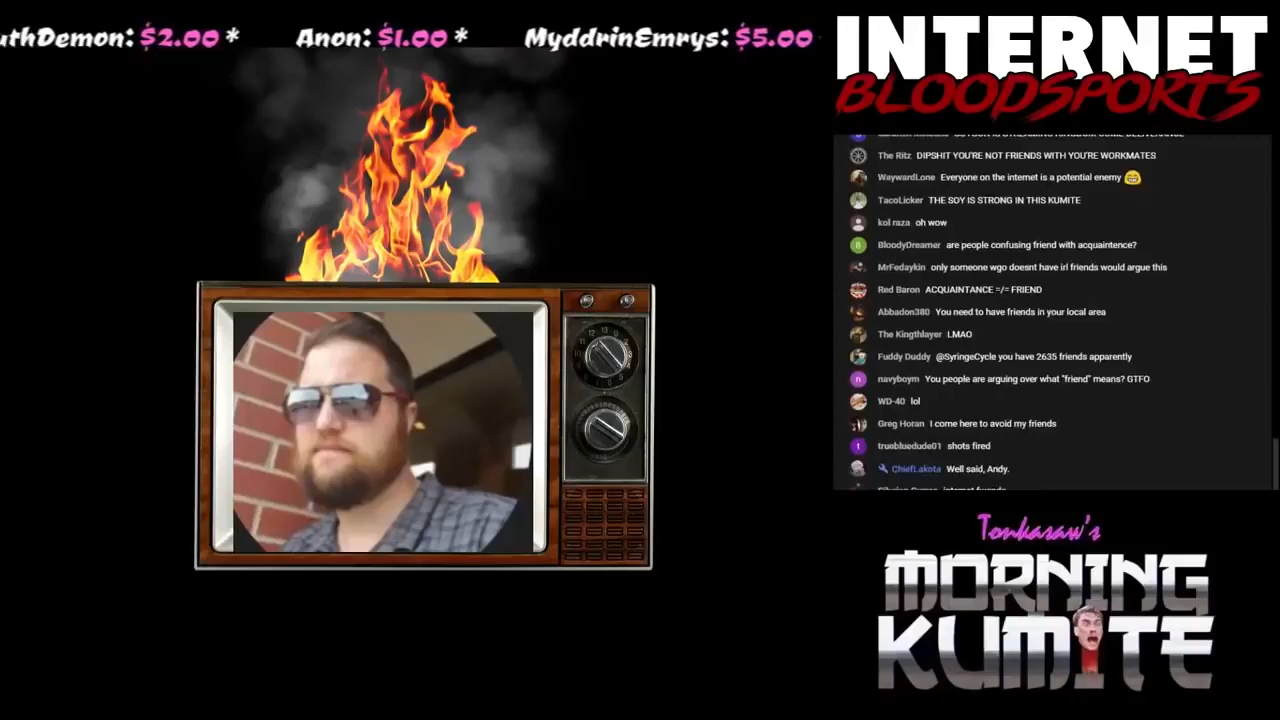 uthDemon: $2.00 * Anon: $1.00 * MyddrinEmrys: $5.00
INTERNET
BLOODSPORTS
The Ritz DIPSHIT YOU'RE NOT FRIENDS WITH YOU'RE WORKMATES
WaywardLone Everyone on the internet is a potential enemy 😂
TacoLicker THE SOY IS STRONG IN THIS KUMITE
kol raza oh wow
B BloodyDreamer are people confusing friend with acquaintence?
MrFedaykin only someone wgo doesnt have irl friends would argue this
Red Baron ACQUAINTANCE =/= FRIEND
Abbadon380 You need to have friends in your local area
The Kingthlayer LMAO
Fuddy Duddy @SyringeCycle you have 2635 friends apparently
n navyboym You people are arguing over what "friend" means? GTFO
WD-40 lol
Greg Horan I come here to avoid my friends
t truebluedude01 shots fired
ChiefLakota Well said, Andy.
Tonkasaw's
MORNING
KUMITE